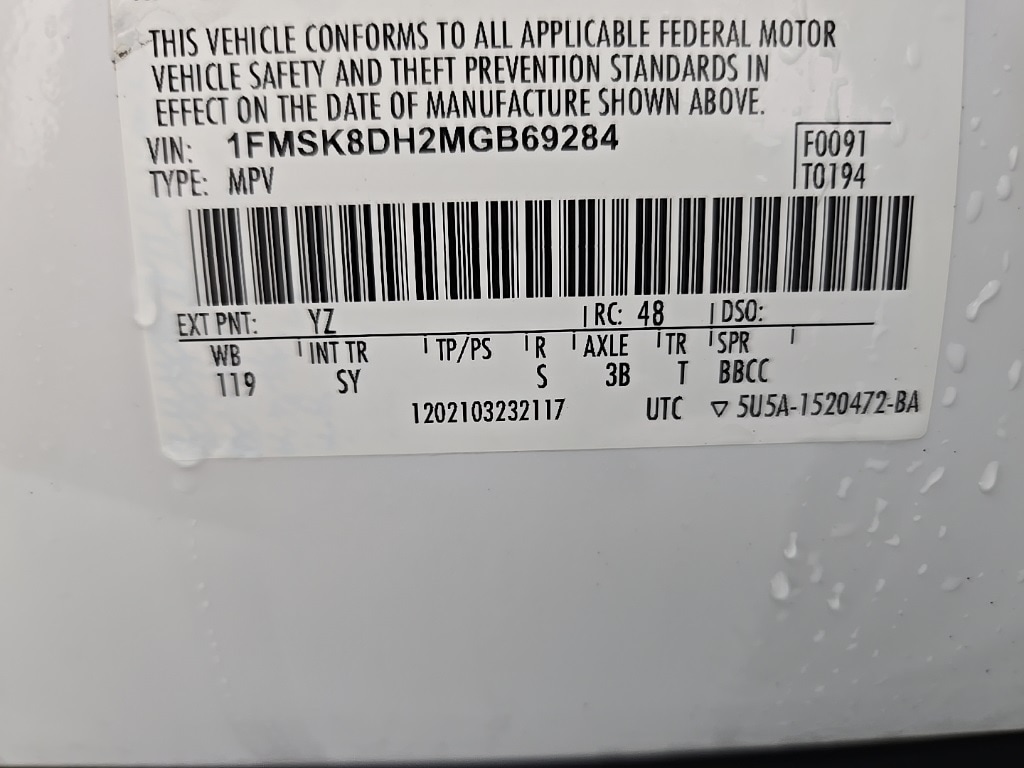 THIS VEHICLE CONFORMS TO ALL APPLICABLE FEDERAL MOTOR
VEHICLE SAFETY AND THEFT PREVENTION STANDARDS IN
EFFECT ON THE DATE OF MANUFACTURE SHOWN ABOVE.
VIN: 1FMSK8DH2MGB69284
F0091
TYPE: MPV
T0194
EXT PNT: YZ RC: 48 DSO:
WB INT TR TP/PS R AXLE TR SPR
119 SY S 3B T BBCC
1202103232117 UTC ▽ 5U5A-1520472-BA